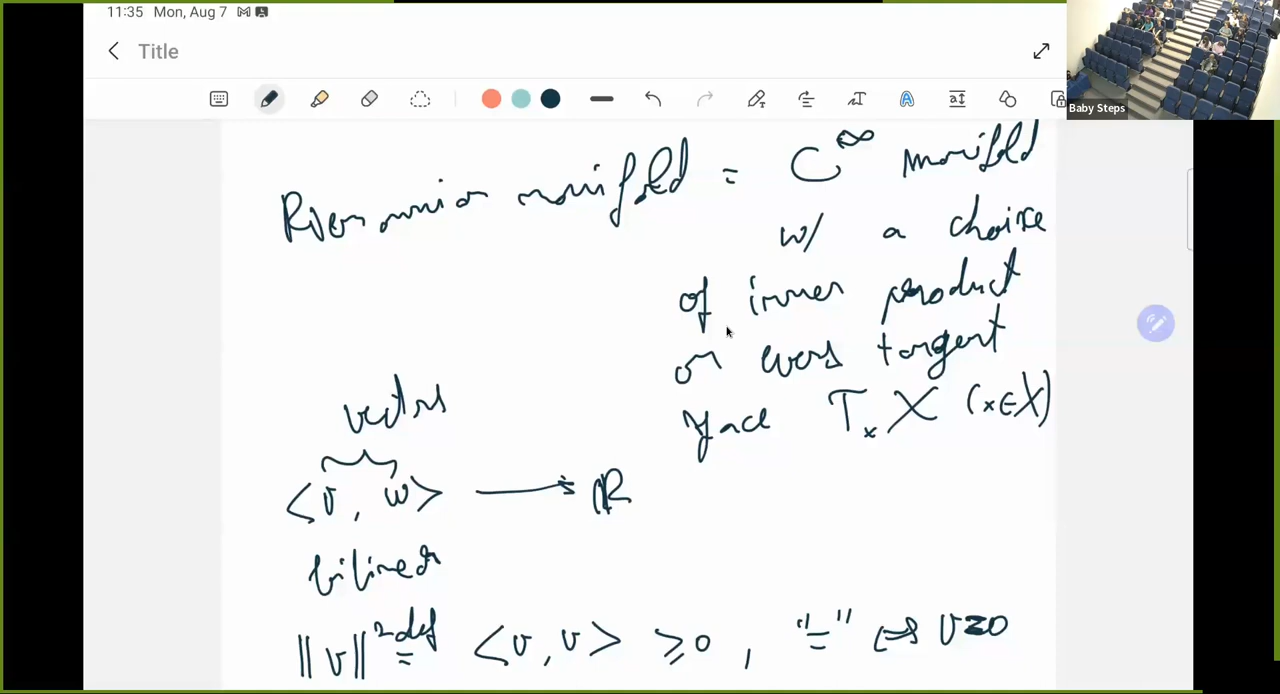 11:35 Mon, Aug 7
Title
Baby Steps
Riemannian manifold = C^∞ manifold
w/ a choice
of inner product
on every tangent
space T_x X (x∈X)
vectors
<v, w> → ℝ
bilinear
||v||² def = <v, v> ≥ 0, "=" ⇔ v=0